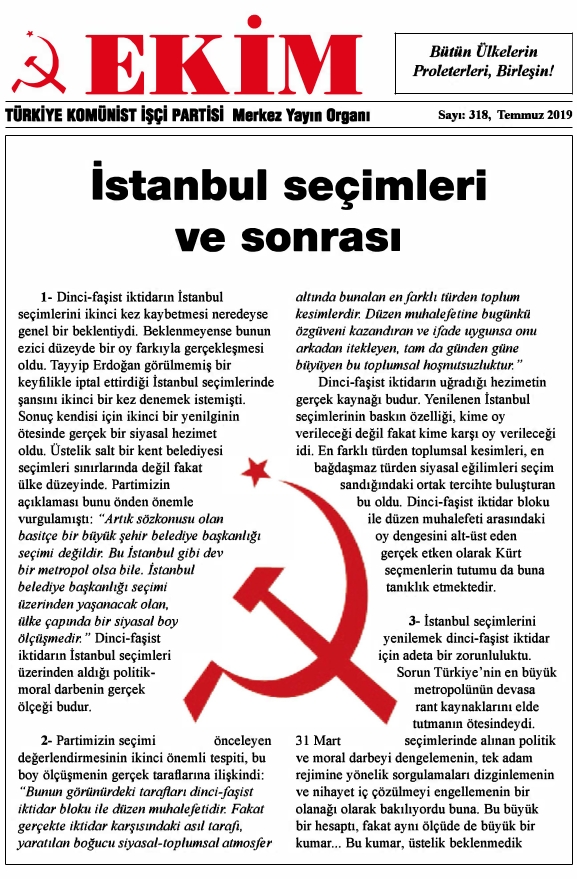 EKİM
Bütün Ülkelerin
Proleterleri, Birleşin!
TÜRKİYE KOMÜNİST İŞÇİ PARTİSİ Merkez Yayın Organı
Sayı: 318, Temmuz 2019
İstanbul seçimleri
ve sonrası
1- Dinci-faşist iktidarın İstanbul
seçimlerini ikinci kez kaybetmesi neredeyse
genel bir beklentiydi. Beklenmeyense bunun
ezici düzeyde bir oy farkıyla gerçekleşmesi
oldu. Tayyip Erdoğan görülmemiş bir
keyfilikle iptal ettirdiği İstanbul seçimlerinde
şansını ikinci bir kez denemek istemişti.
Sonuç kendisi için ikinci bir yenilginin
ötesinde gerçek bir siyasal hezimet
oldu. Üstelik salt bir kent belediyesi
seçimleri sınırlarında değil fakat
ülke düzeyinde. Partimizin
açıklaması bunu önden önemle
vurgulamıştı: “Artık sözkonusu olan
basitçe bir büyük şehir belediye başkanlığı
seçimi değildir. Bu İstanbul gibi dev
bir metropol olsa bile. İstanbul
belediye başkanlığı seçimi
üzerinden yaşanacak olan,
ülke çapında bir siyasal boy
ölçüşmedir.” Dinci-faşist
iktidarın İstanbul seçimleri
üzerinden aldığı politik-
moral darbenin gerçek
ölçeği budur.
2- Partimizin seçimi önceleyen
değerlendirmesinin ikinci önemli tespiti, bu
boy ölçüşmenin gerçek taraflarına ilişkindi:
“Bunun görünürdeki tarafları dinci-faşist
iktidar bloku ile düzen muhalefetidir. Fakat
gerçekte iktidar karşısındaki asıl tarafı,
yaratılan boğucu siyasal-toplumsal atmosfer
altında bunalan en farklı türden toplum
kesimlerdir. Düzen muhalefetine bugünkü
özgüveni kazandıran ve ifade uygunsa onu
arkadan itekleyen, tam da günden güne
büyüyen bu toplumsal hoşnutsuzluktur.”
Dinci-faşist iktidarın uğradığı hezimetin
gerçek kaynağı budur. Yenilenen İstanbul
seçimlerinin baskın özelliği, kime oy
verileceği değil fakat kime karşı oy verileceği
idi. En farklı türden toplumsal kesimleri, en
bağdaşmaz türden siyasal eğilimleri seçim
sandığındaki ortak tercihte buluşturan
bu oldu. Dinci-faşist iktidar bloku
ile düzen muhalefeti arasındaki
oy dengesini alt-üst eden
gerçek etken olarak Kürt
seçmenlerin tutumu da buna
tanıklık etmektedir.
3- İstanbul seçimlerini
yenilemek dinci-faşist iktidar
için adeta bir zorunluluktu.
Sorun Türkiye’nin en büyük
metropolünün devasa
rant kaynaklarını elde
tutmanın ötesindeydi.
31 Mart seçimlerinde alınan politik
ve moral darbeyi dengelemenin, tek adam
rejimine yönelik sorgulamaları dizginlemenin
ve nihayet iç çözülmeyi engellemenin bir
olanağı olarak bakılıyordu buna. Bu büyük
bir hesaptı, fakat aynı ölçüde de büyük bir
kumar... Bu kumar, üstelik beklenmedik